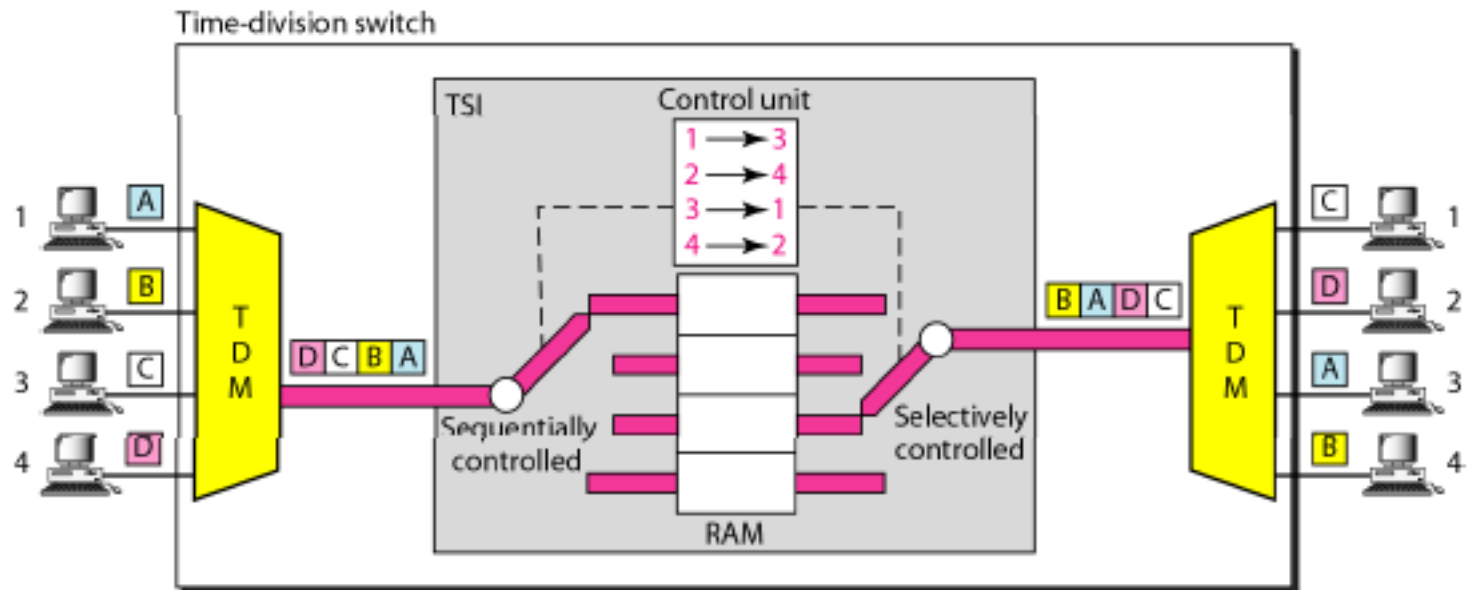 Time-division switch
TSI
Control unit
1 → 3
2 → 4
3 → 1
4 → 2
1
A
2
B
3
C
4
D
T
D
M
D C B A
Sequentially
controlled
RAM
Selectively
controlled
B A D C
T
D
M
C
1
D
2
A
3
B
4